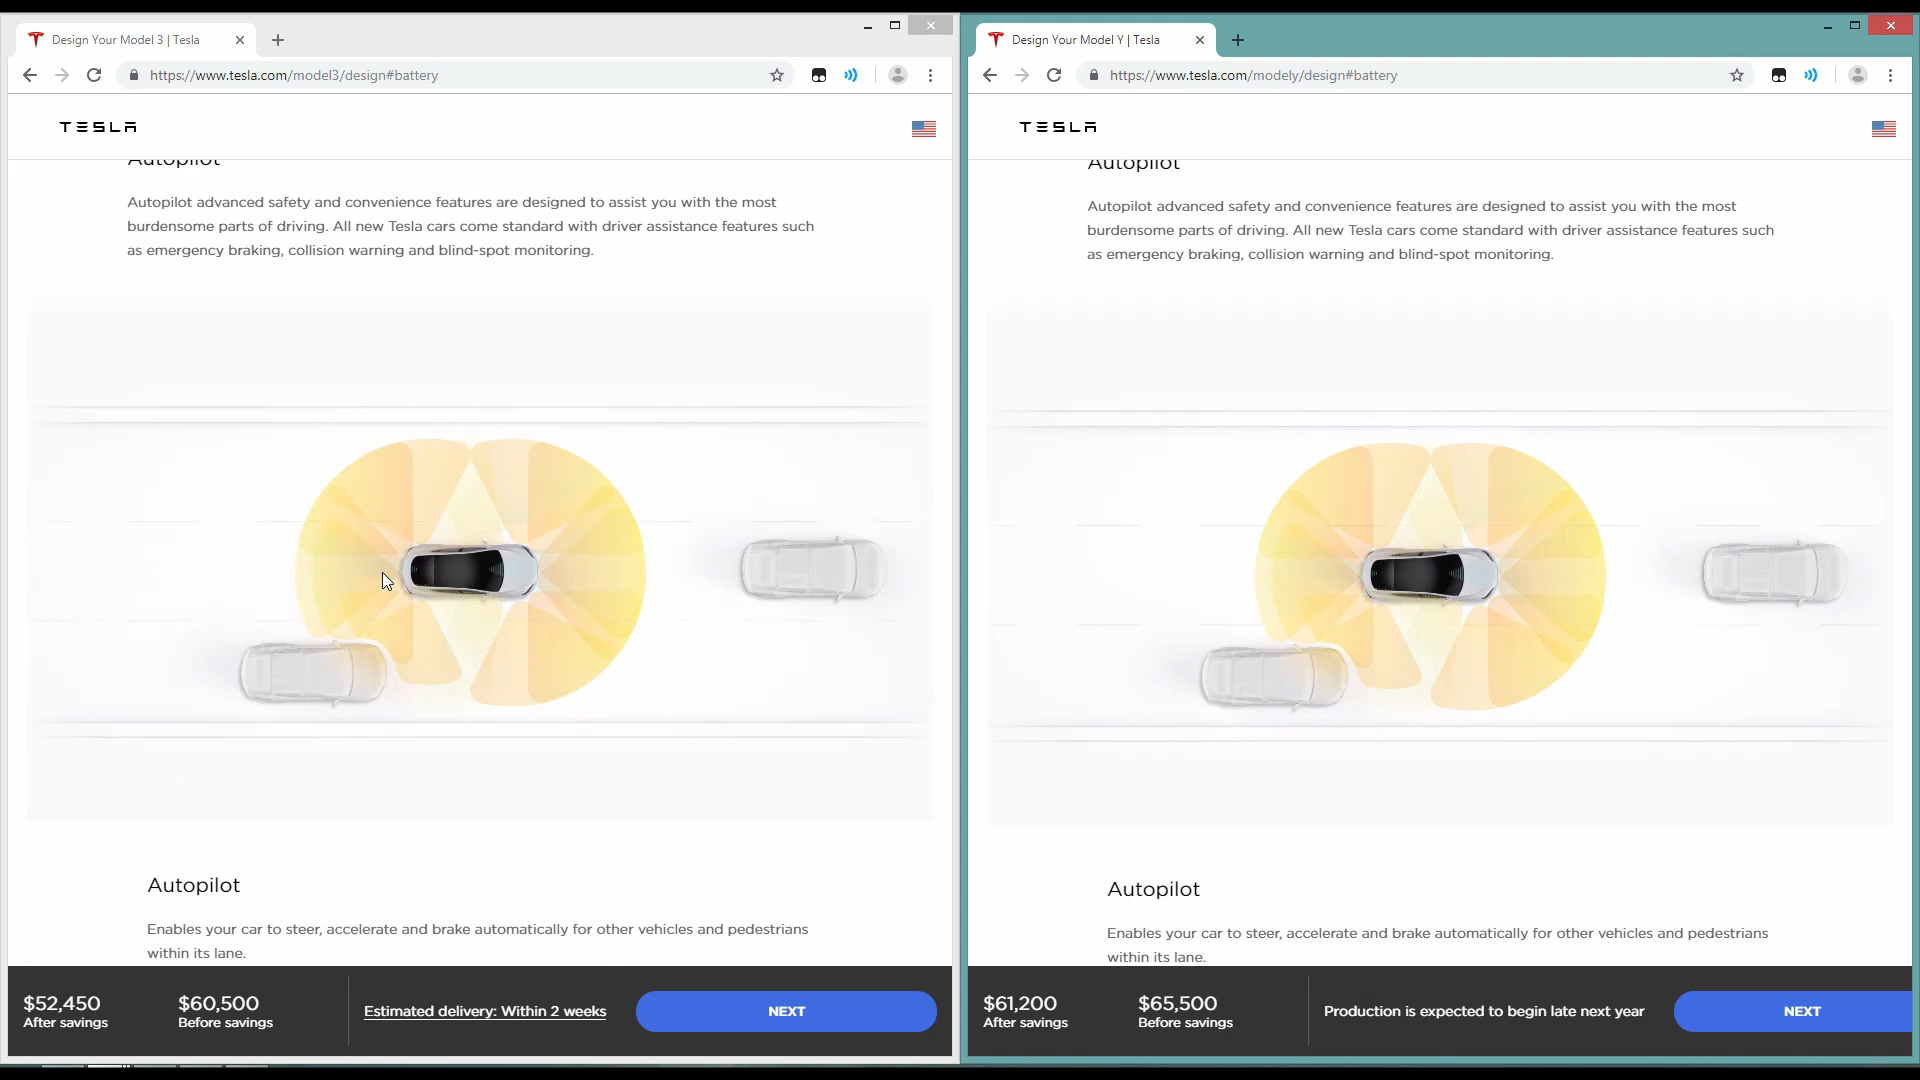 Design Your Model 3 | Tesla
https://www.tesla.com/model3/design#battery
TESLA
Autopilot
Autopilot advanced safety and convenience features are designed to assist you with the most
burdensome parts of driving. All new Tesla cars come standard with driver assistance features such
as emergency braking, collision warning and blind-spot monitoring.
Autopilot
Enables your car to steer, accelerate and brake automatically for other vehicles and pedestrians
within its lane.
$52,450
After savings
$60,500
Before savings
Estimated delivery: Within 2 weeks
NEXT
Design Your Model Y | Tesla
https://www.tesla.com/modely/design#battery
TESLA
Autopilot
Autopilot advanced safety and convenience features are designed to assist you with the most
burdensome parts of driving. All new Tesla cars come standard with driver assistance features such
as emergency braking, collision warning and blind-spot monitoring.
Autopilot
Enables your car to steer, accelerate and brake automatically for other vehicles and pedestrians
within its lane.
$61,200
After savings
$65,500
Before savings
Production is expected to begin late next year
NEXT